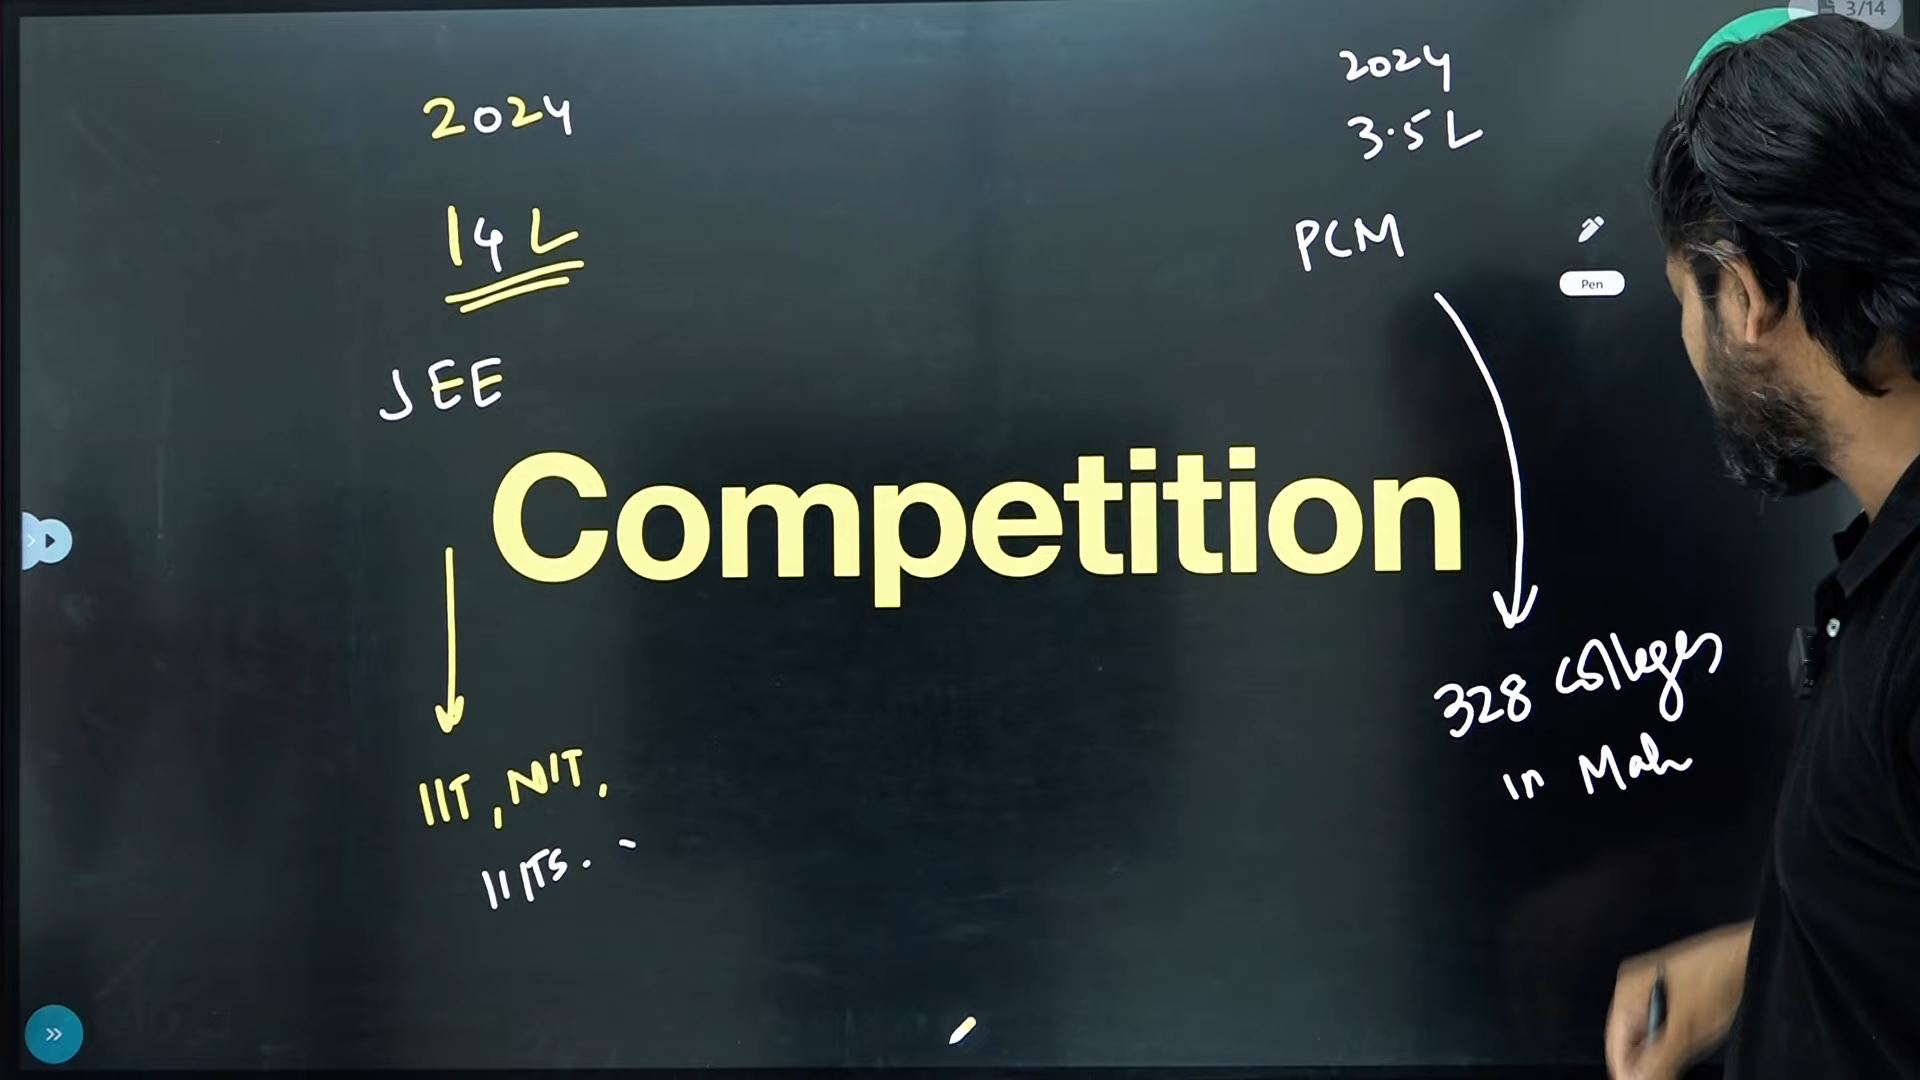 3/14
2024
14 L
JEE
2024
3.5 L
PCM
Pen
Competition
IIT, NIT,
IIITs. -
328 colleges
in Mah